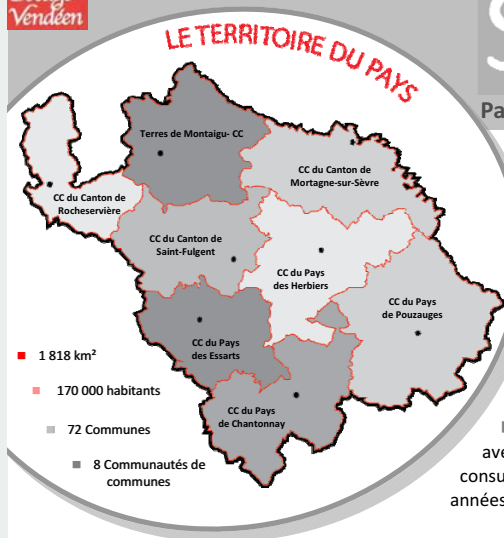 Vendéen
LE TERRITOIRE DU PAYS
Pa
Terres de Montaigu- CC
CC du Canton de
Mortagne-sur-Sèvre
CC du Canton de
Rocheservière
CC du Canton de
Saint-Fulgent
CC du Pays
des Herbiers
CC du Pays
de Pouzauges
CC du Pays
des Essarts
CC du Pays
de Chantonnay
1 818 km²
170 000 habitants
72 Communes
8 Communautés de
communes
ave
consu
années